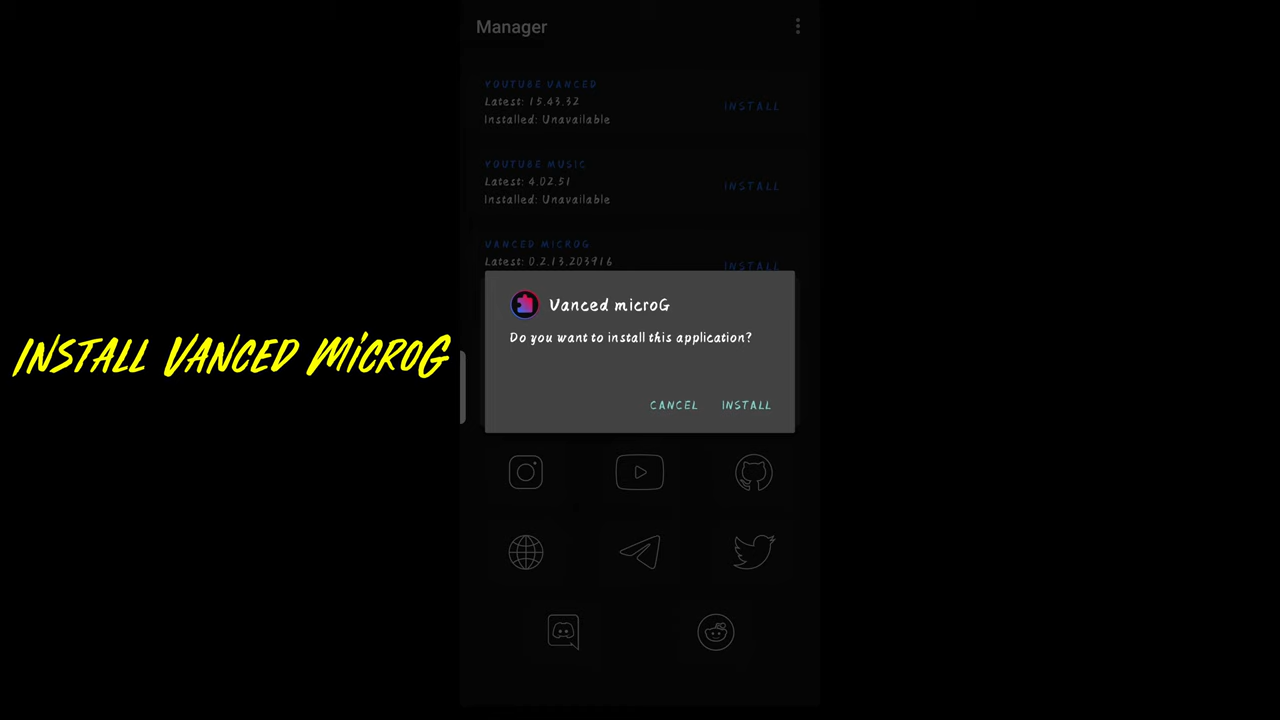 Manager
YOUTUBE VANCED
Latest: 15.43.32
INSTALL
Installed: Unavailable
YOUTUBE MUSIC
Latest: 4.02.51
INSTALL
Installed: Unavailable
VANCED MICROG
Latest: 0.2.13.203916
INSTALL
Vanced microG
Do you want to install this application?
CANCEL INSTALL
INSTALL VANCED MICROG